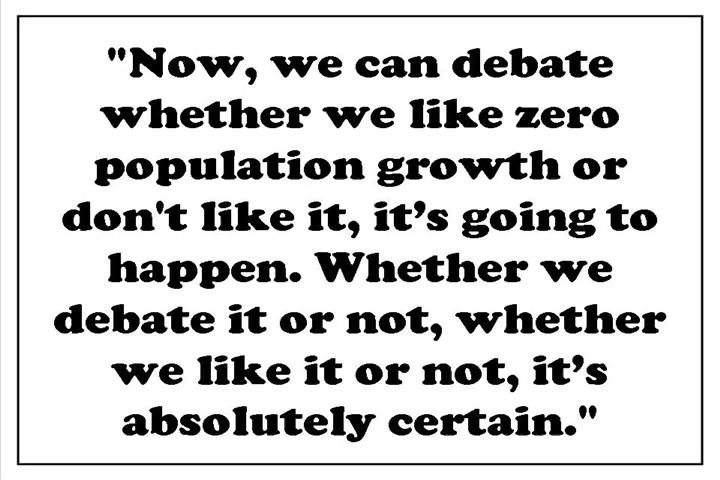 "Now, we can debate
whether we like zero
population growth or
don't like it, it’s going to
happen. Whether we
debate it or not, whether
we like it or not, it’s
absolutely certain."